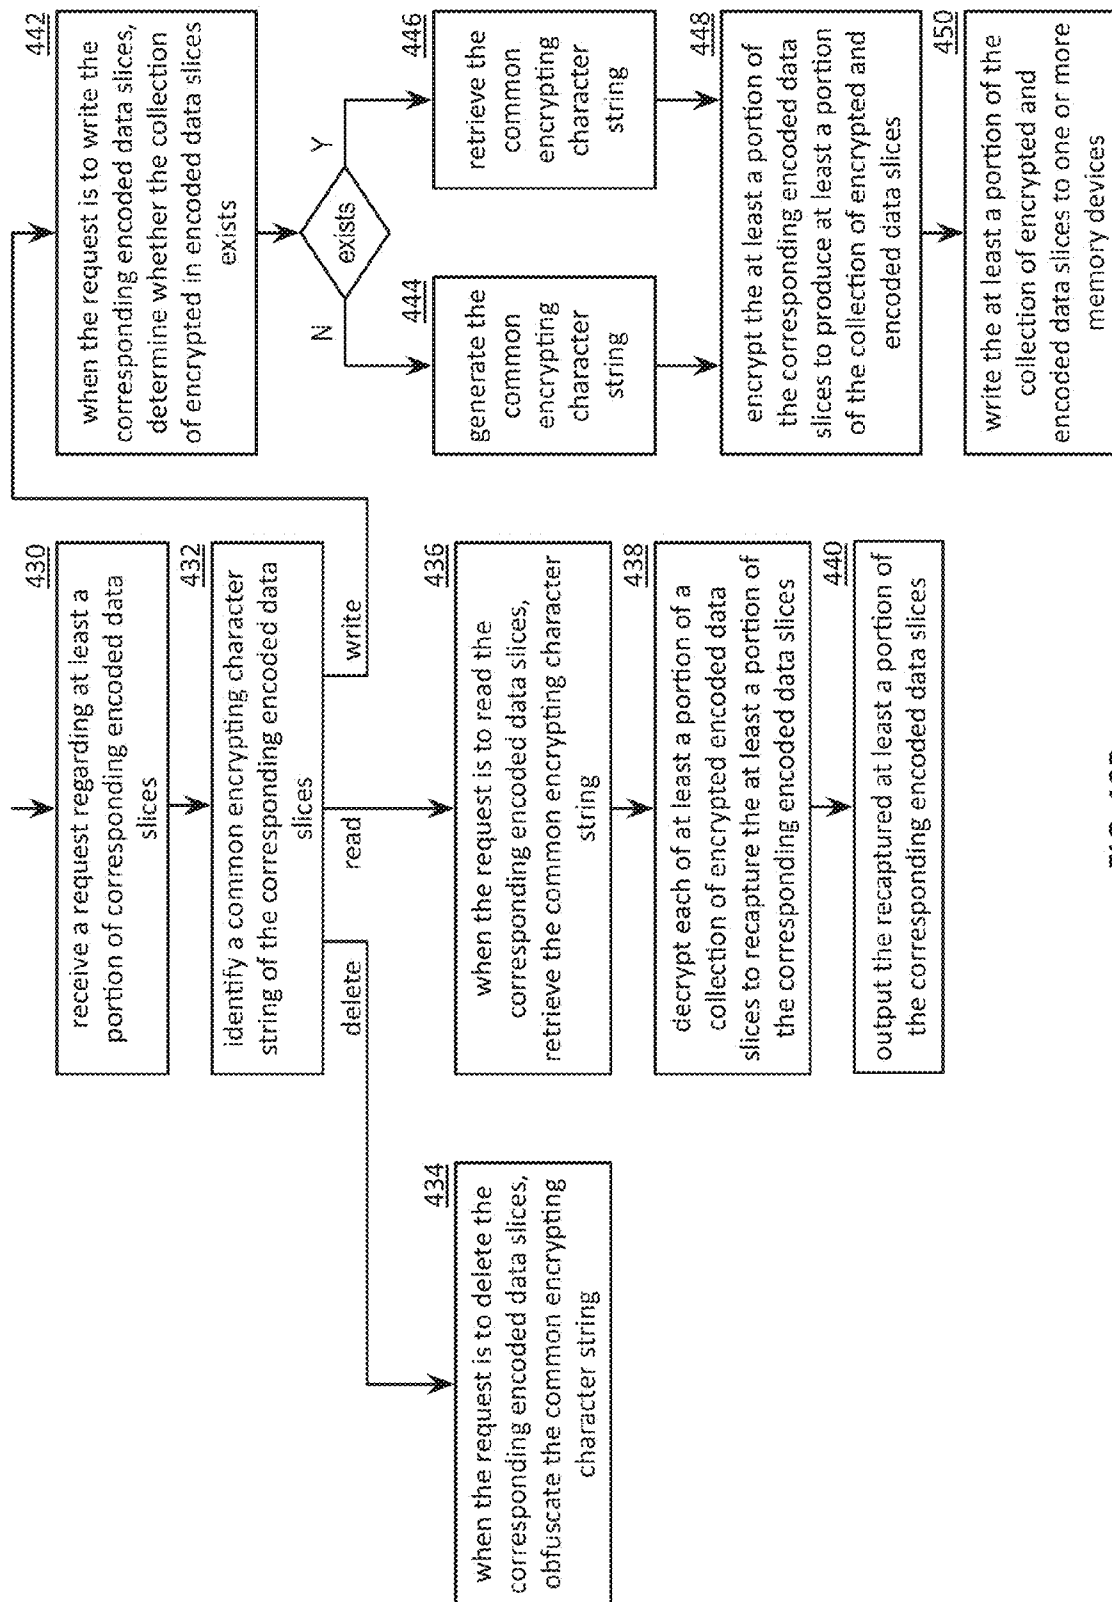 430
receive a request regarding at least a
portion of corresponding encoded data
slices
432
identify a common encrypting character
string of the corresponding encoded data
slices
delete
read
write
434
when the request is to delete the
corresponding encoded data slices,
obfuscate the common encrypting
character string
436
when the request is to read the
corresponding encoded data slices,
retrieve the common encrypting character
string
438
decrypt each of at least a portion of a
collection of encrypted encoded data
slices to recapture the at least a portion of
the corresponding encoded data slices
440
output the recaptured at least a portion of
the corresponding encoded data slices
442
when the request is to write the
corresponding encoded data slices,
determine whether the collection
of encrypted in encoded data slices
exists
exists
N
Y
444
generate the
common
encrypting
character
string
446
retrieve the
common
encrypting
character
string
448
encrypt the at least a portion of
the corresponding encoded data
slices to produce at least a portion
of the collection of encrypted and
encoded data slices
450
write the at least a portion of the
collection of encrypted and
encoded data slices to one or more
memory devices